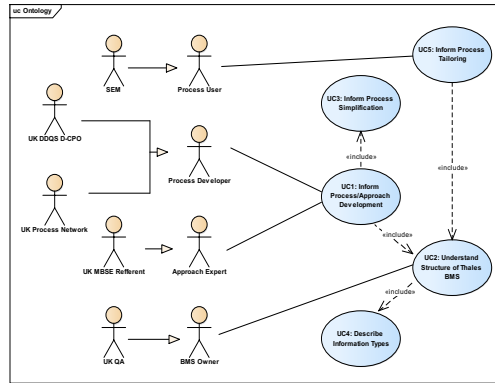 uc Ontology
SEM
Process User
UC5: Inform Process
Tailoring
UC3: Inform Process
Simplification
UK DDQS D-CPO
«include»
«include»
Process Developer
UC1: Inform
Process/Approach
Development
UK Process Network
«include»
UK MBSE Refferent
Approach Expert
UC2: Understand
Structure of Thales
BMS
«include»
UC4: Describe
Information Types
UK QA
BMS Owner